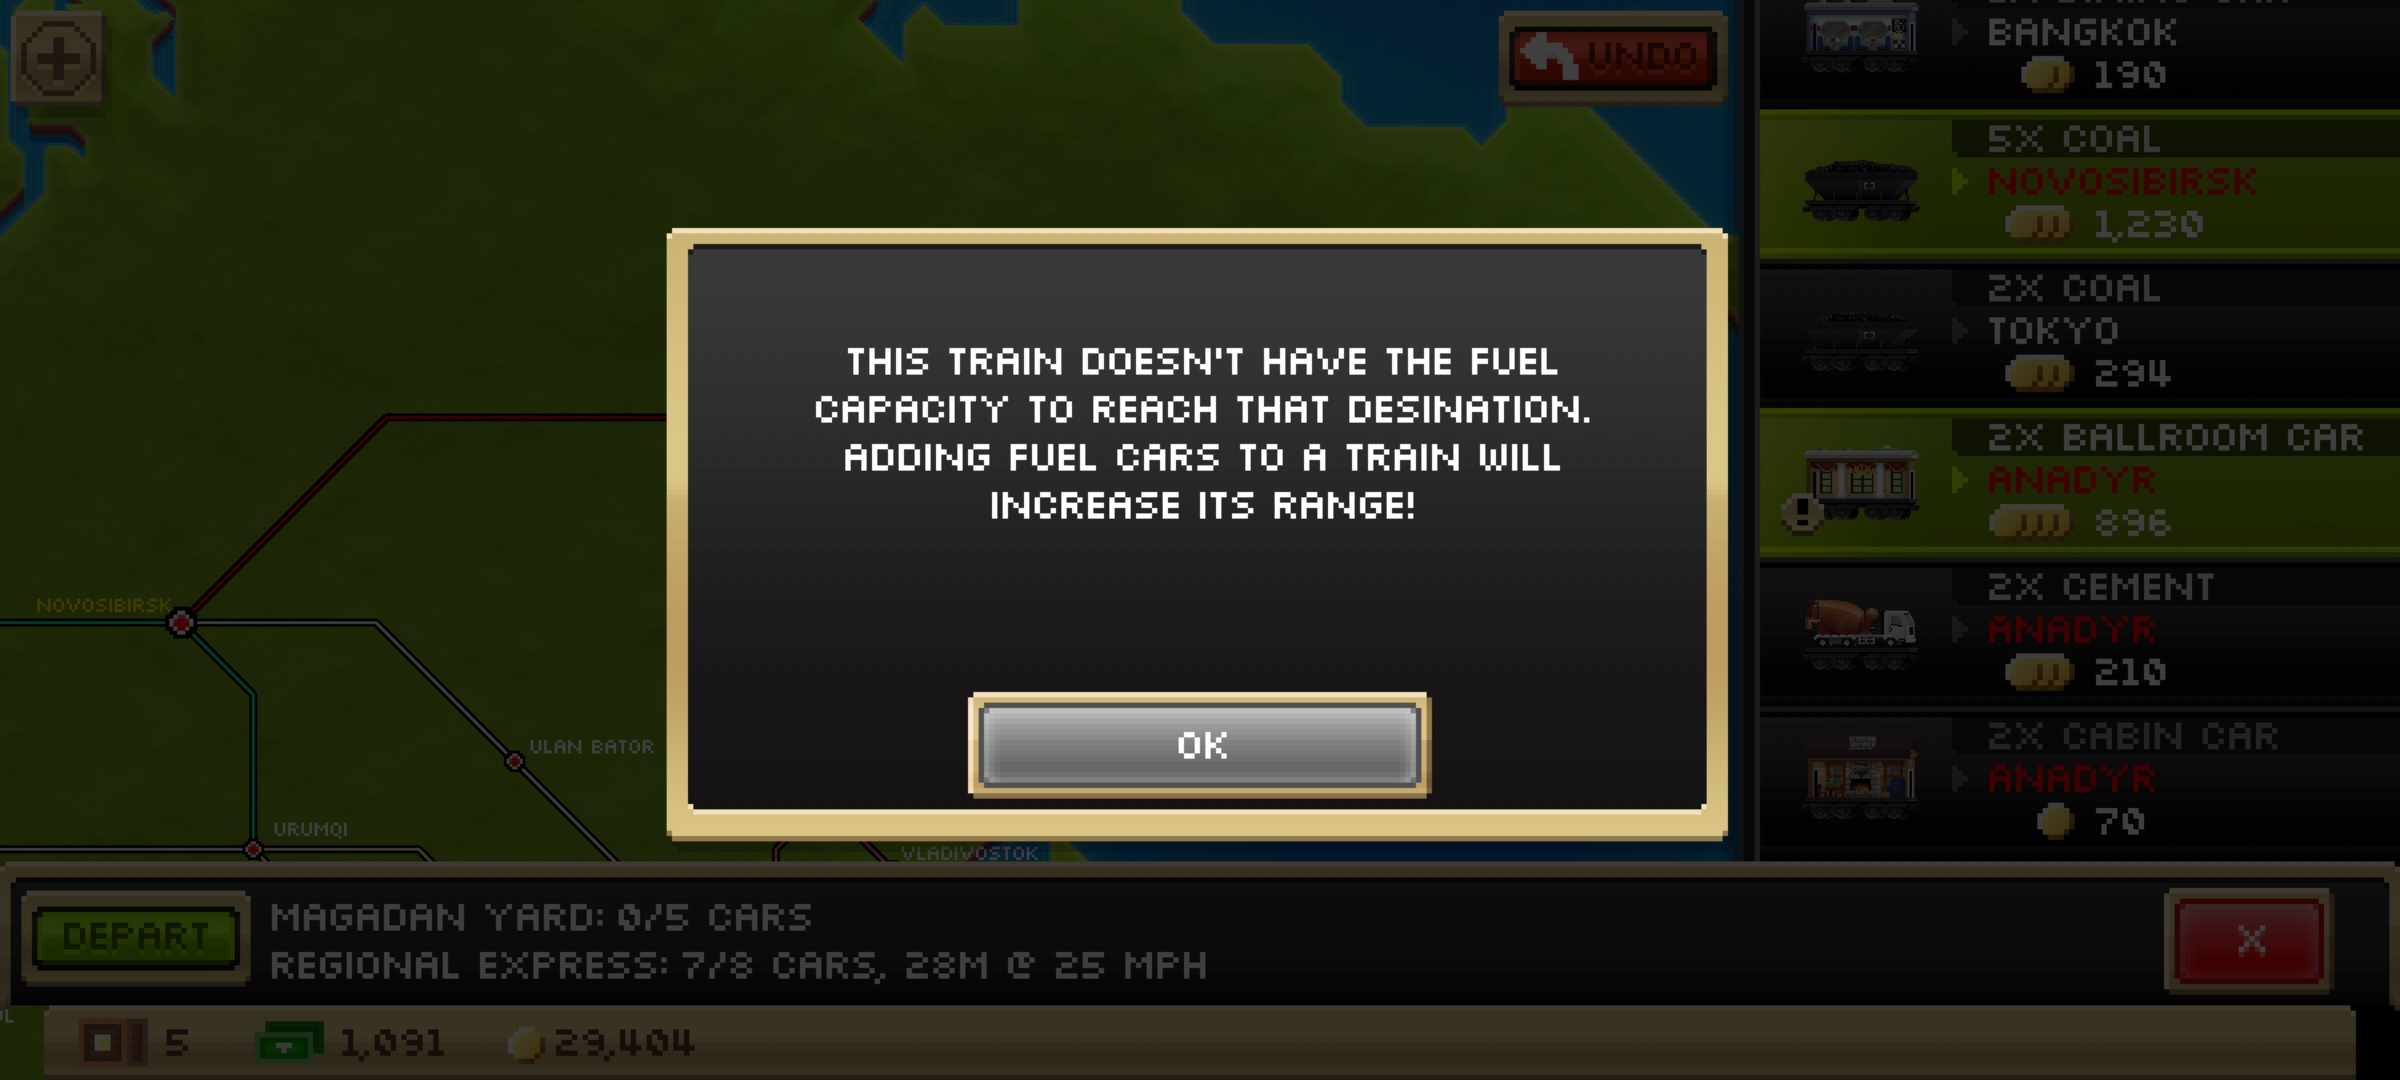 UNDO
BANGKOK
190
5X COAL
NOVOSIBIRSK
1,230
2X COAL
TOKYO
294
2X BALLROOM CAR
ANADYR
896
2X CEMENT
ANADYR
210
2X CABIN CAR
ANADYR
70
THIS TRAIN DOESN'T HAVE THE FUEL
CAPACITY TO REACH THAT DESINATION.
ADDING FUEL CARS TO A TRAIN WILL
INCREASE ITS RANGE!
OK
NOVOSIBIRSK
ULAN BATOR
URUMQI
VLADIVOSTOK
DEPART
MAGADAN YARD: 0/5 CARS
REGIONAL EXPRESS: 7/8 CARS, 28M @ 25 MPH
X
5
1,091
29,404